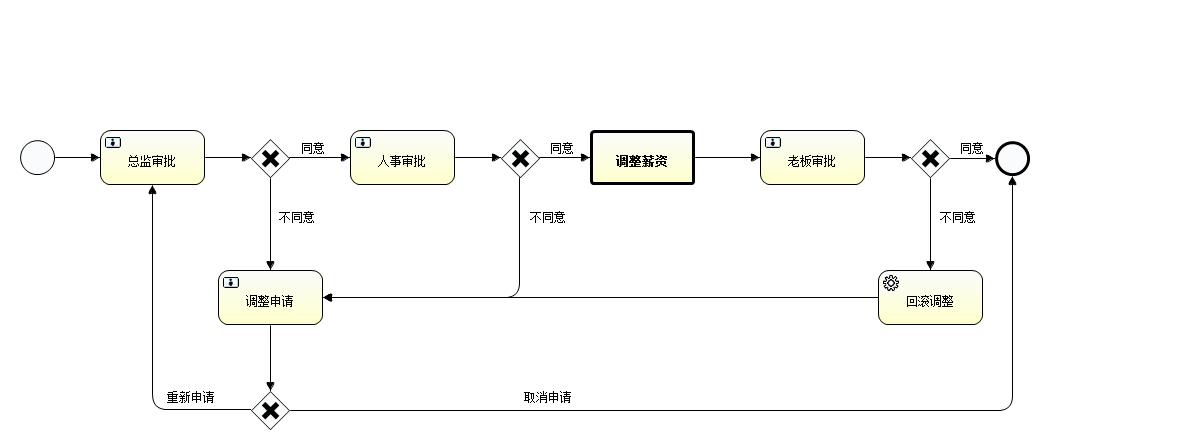 同意
同意
同意
总监审批
人事审批
调整薪资
老板审批
不同意
不同意
不同意
调整申请
回滚调整
重新申请
取消申请